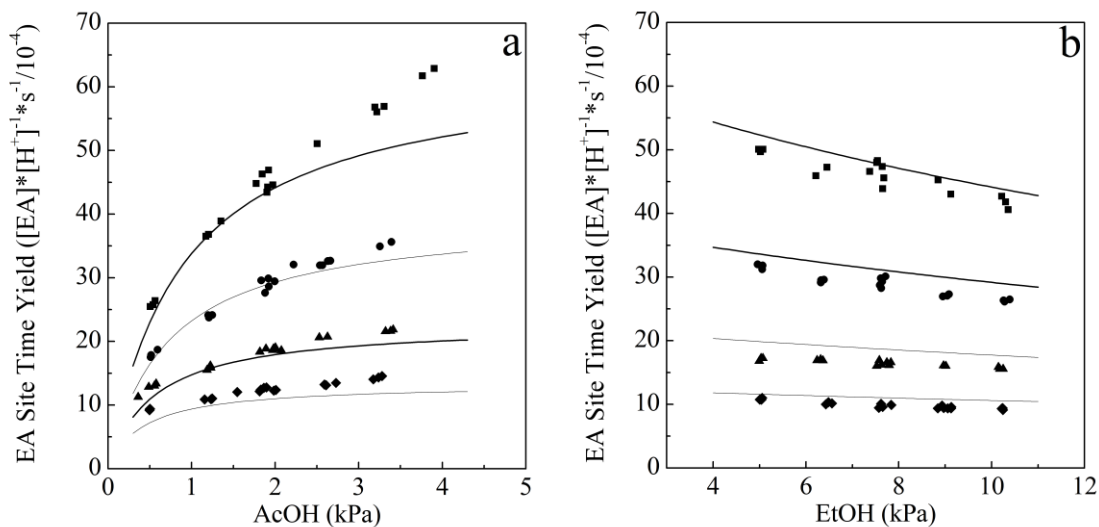 a
EA Site Time Yield ([EA]*[H⁺]⁻¹*s⁻¹/10⁻⁴)
70
60
50
40
30
20
10
0
0 1 2 3 4 5
AcOH (kPa)
b
EA Site Time Yield ([EA]*[H⁺]⁻¹*s⁻¹/10⁻⁴)
70
60
50
40
30
20
10
0
4 6 8 10 12
EtOH (kPa)